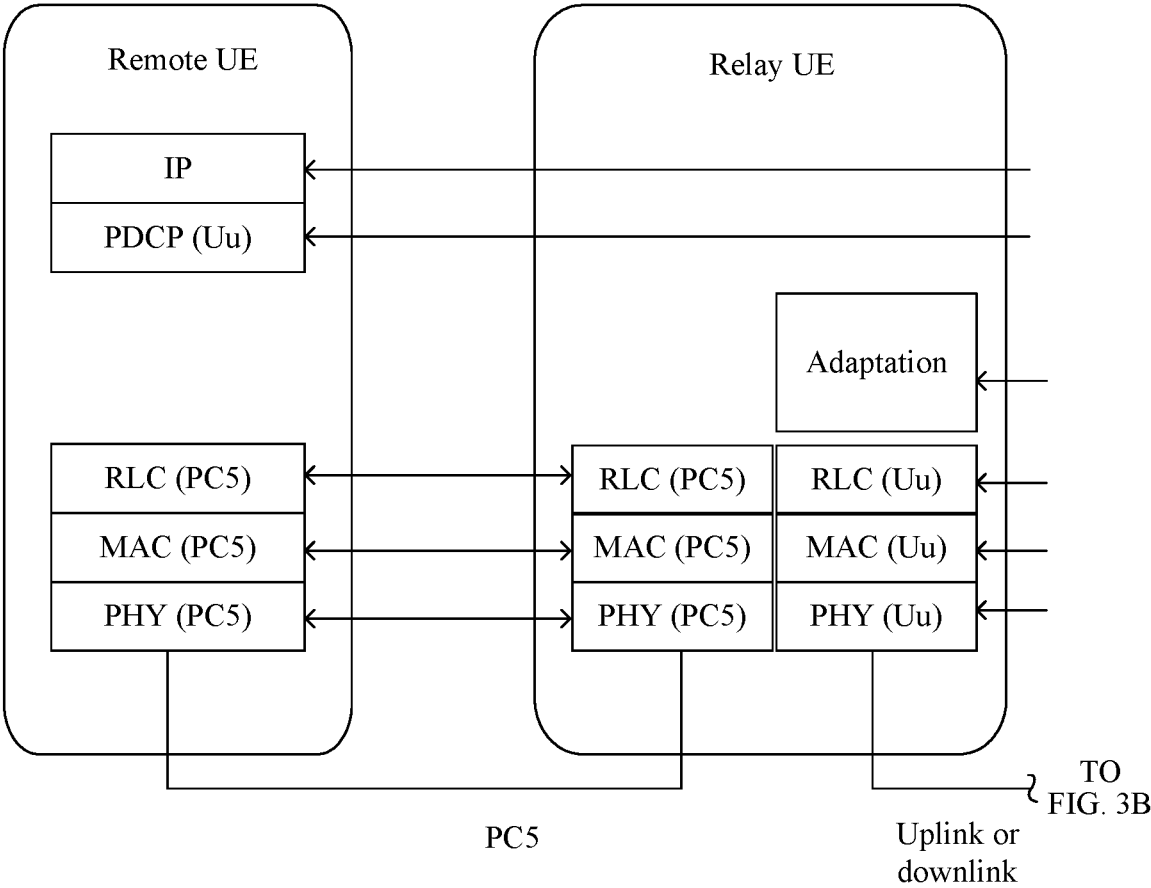 Remote UE
Relay UE
IP
PDCP (Uu)
Adaptation
RLC (PC5)
RLC (PC5)
RLC (Uu)
MAC (PC5)
MAC (PC5)
MAC (Uu)
PHY (PC5)
PHY (PC5)
PHY (Uu)
TO
FIG. 3B
PC5
Uplink or
downlink